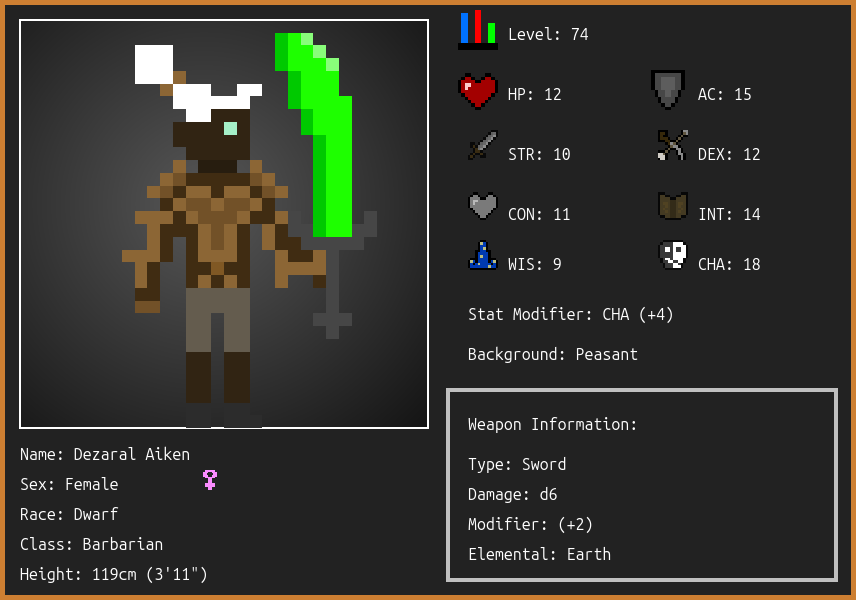 Level: 74
HP: 12
AC: 15
STR: 10
DEX: 12
CON: 11
INT: 14
WIS: 9
CHA: 18
Stat Modifier: CHA (+4)
Background: Peasant
Weapon Information:
Type: Sword
Damage: d6
Modifier: (+2)
Elemental: Earth
Name: Dezaral Aiken
Sex: Female
Race: Dwarf
Class: Barbarian
Height: 119cm (3'11")